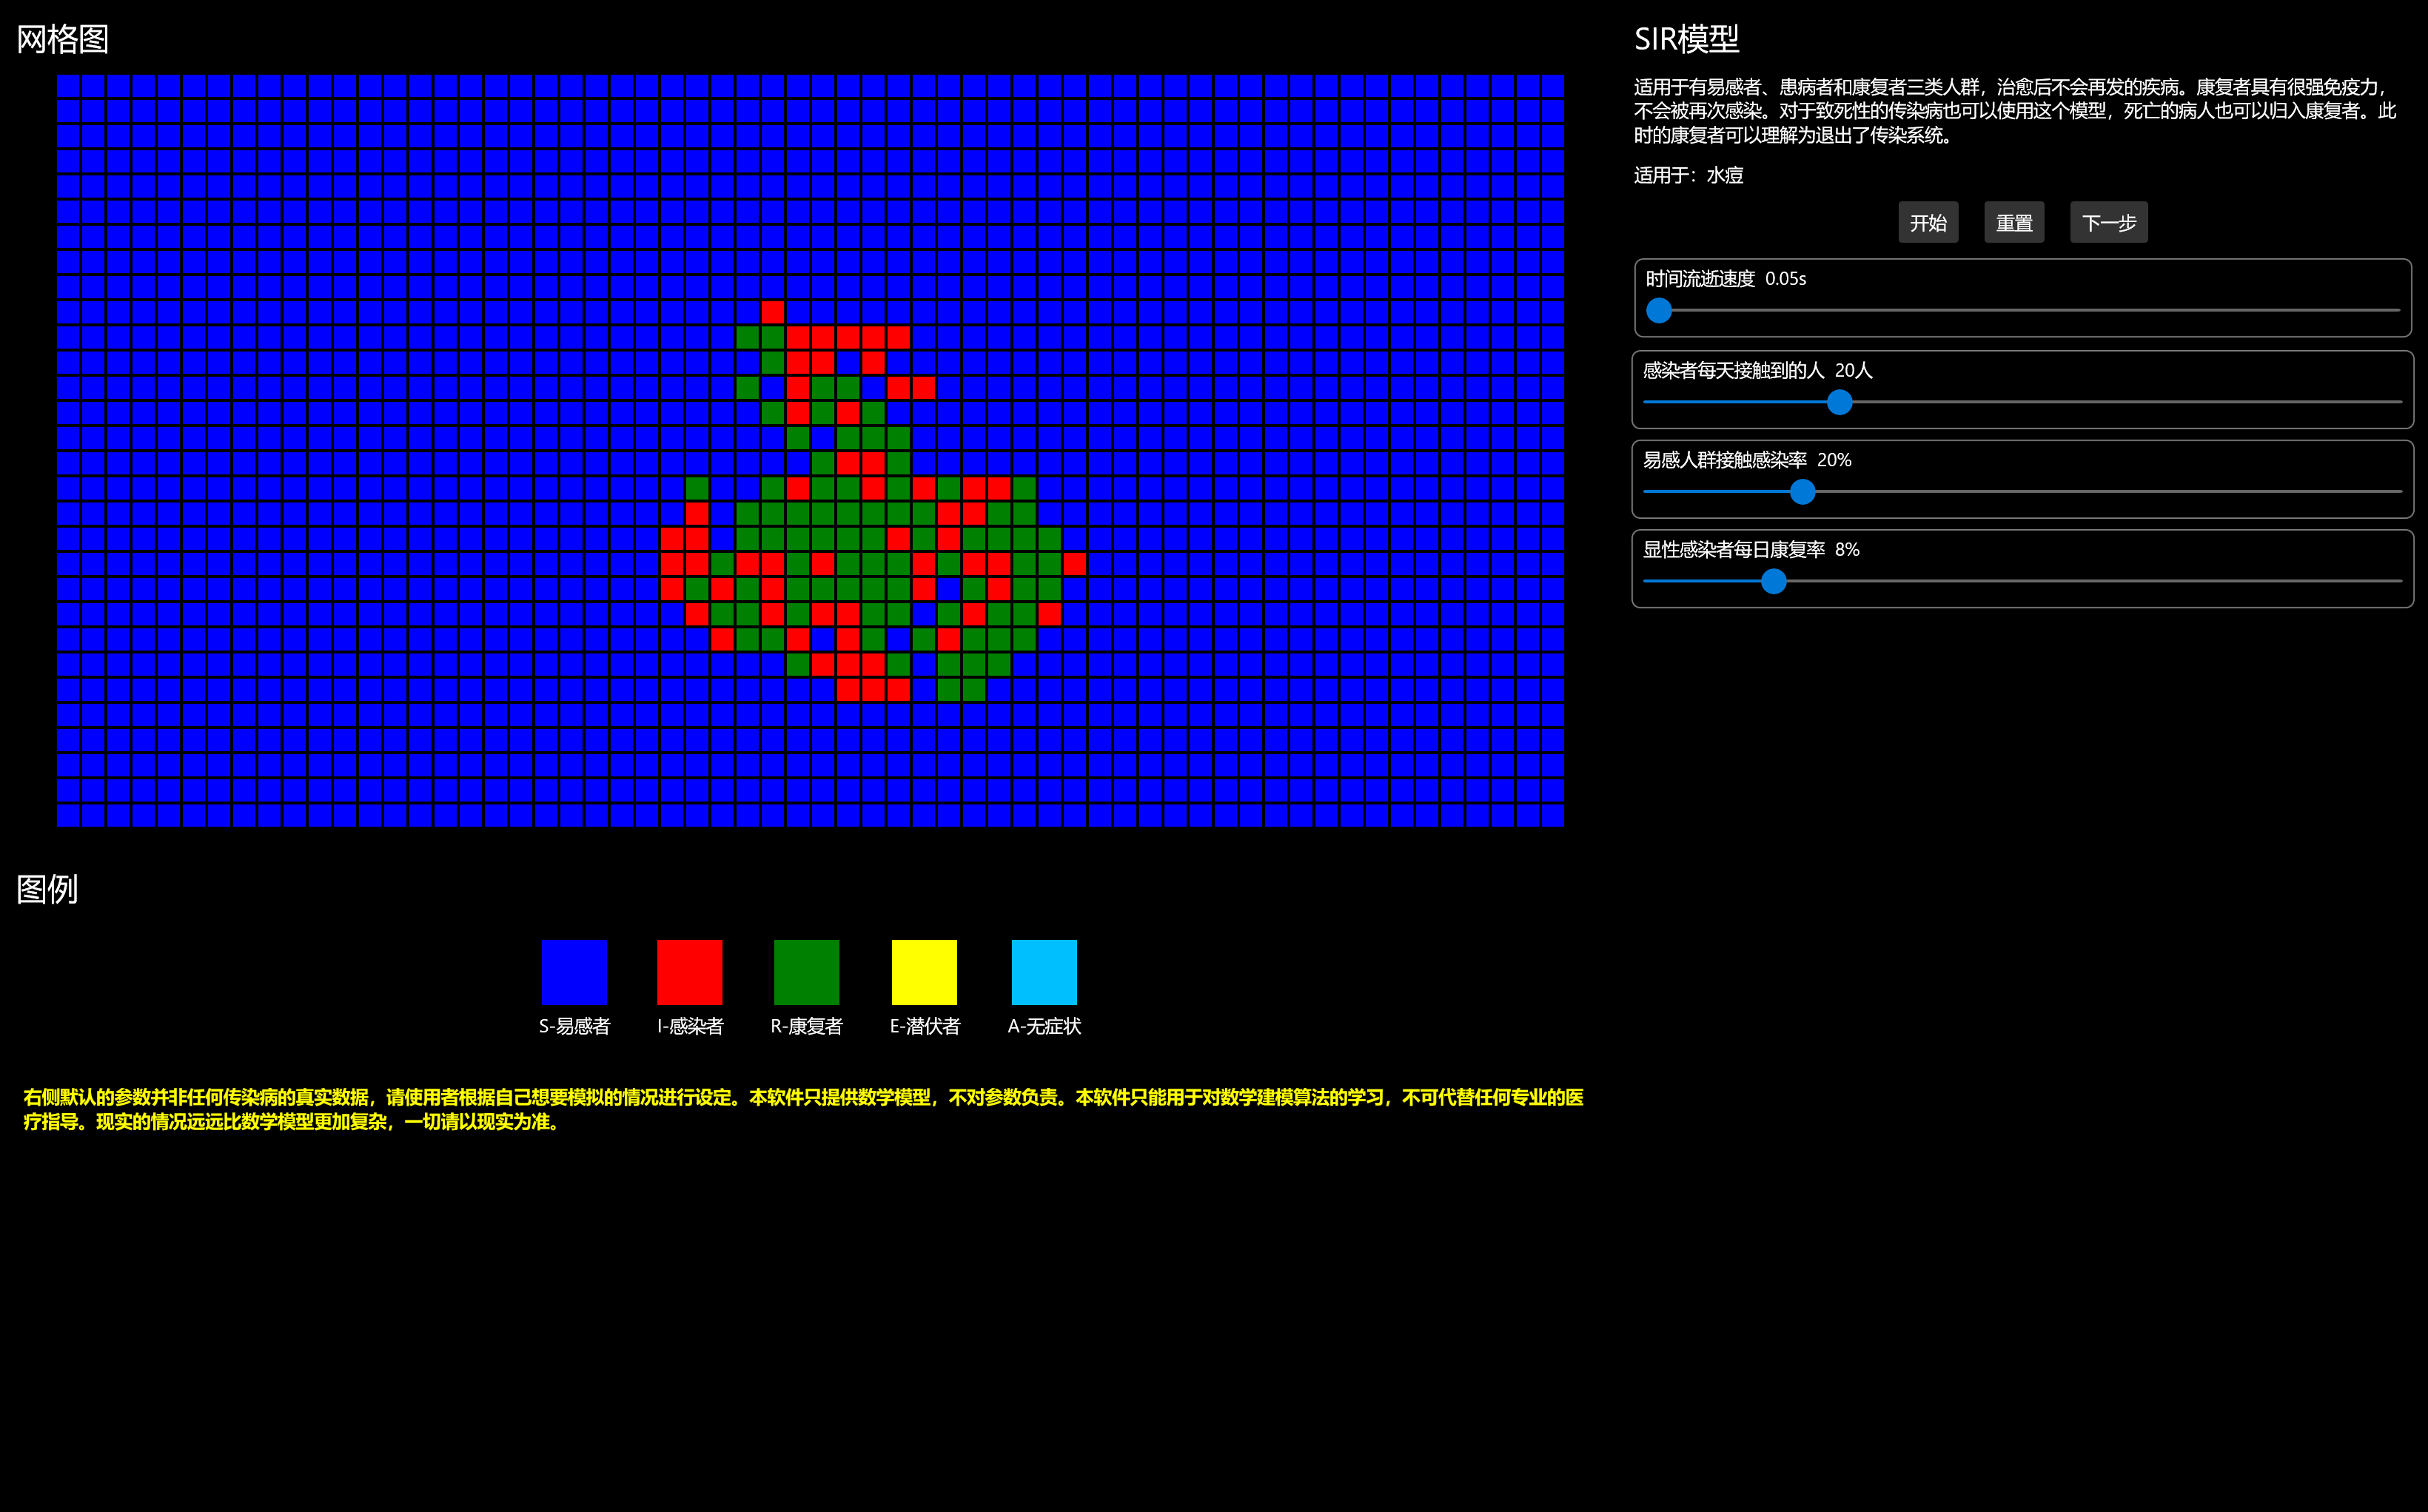 网格图
SIR模型
适用于有易感者、患病者和康复者三类人群，治愈后不会再发的疾病。康复者具有很强免疫力，
不会被再次感染。对于致死性的传染病也可以使用这个模型，死亡的病人也可以归入康复者。此
时的康复者可以理解为退出了传染系统。
适用于：水痘
开始 重置 下一步
时间流逝速度 0.05s
感染者每天接触到的人 20人
易感人群接触感染率 20%
显性感染者每日康复率 8%
图例
S-易感者 I-感染者 R-康复者 E-潜伏者 A-无症状
右侧默认的参数并非任何传染病的真实数据，请使用者根据自己想要模拟的情况进行设定。本软件只提供数学模型，不对参数负责。本软件只能用于对数学建模算法的学习，不可代替任何专业的医
疗指导。现实的情况远远比数学模型更加复杂，一切请以现实为准。